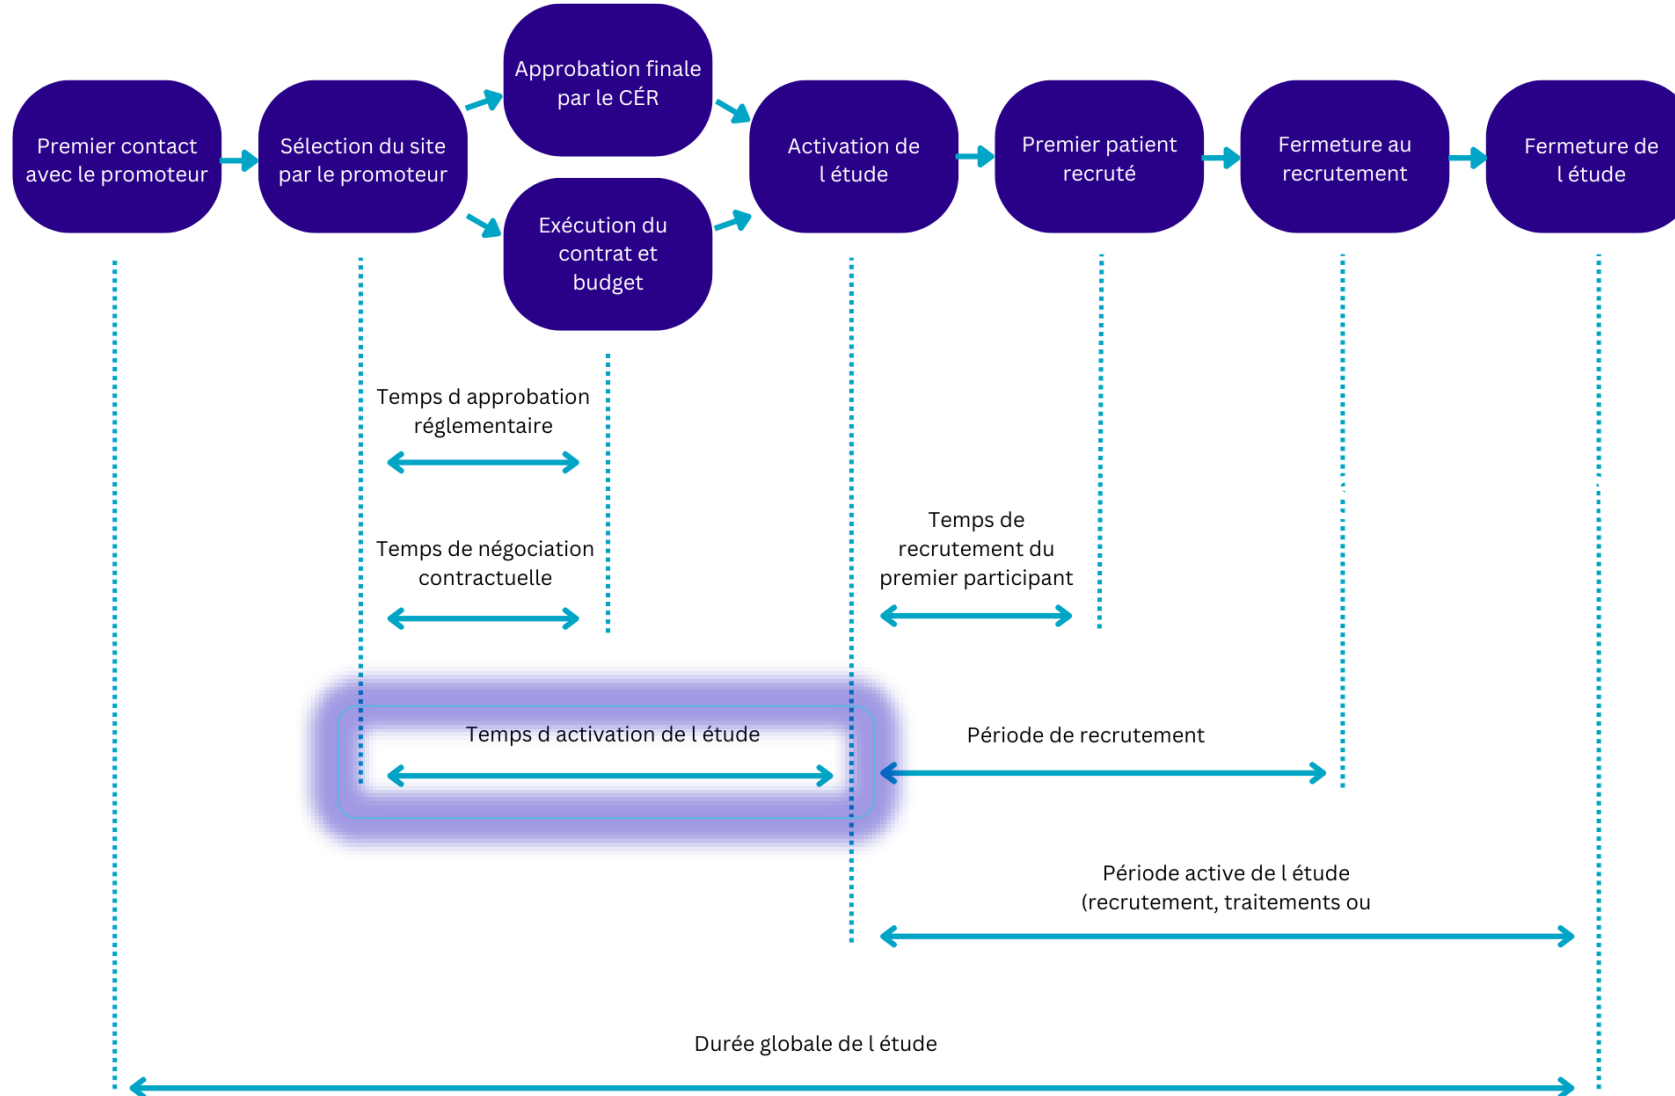 Premier contact
avec le promoteur
Sélection du site
par le promoteur
Approbation finale
par le CÉR
Exécution du
contrat et
budget
Activation de
l étude
Premier patient
recruté
Fermeture au
recrutement
Fermeture de
l étude
Temps d approbation
réglementaire
Temps de négociation
contractuelle
Temps de
recrutement du
premier participant
Temps d activation de l étude
Période de recrutement
Période active de l étude
(recrutement, traitements ou
Durée globale de l étude